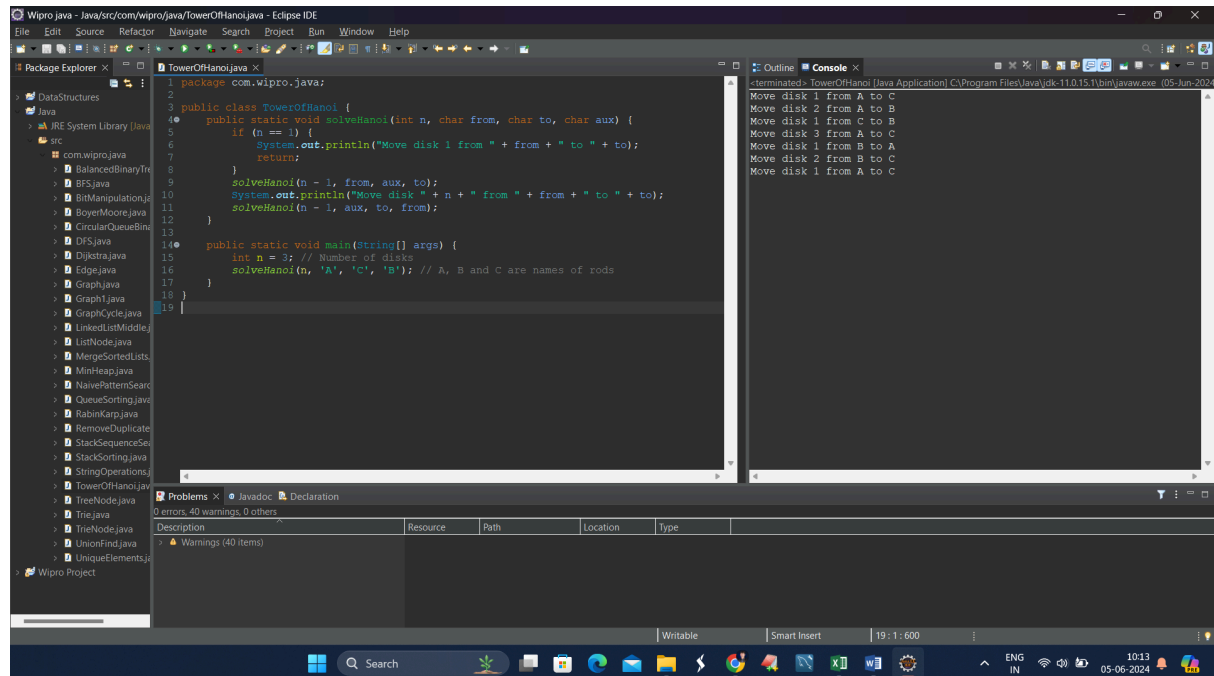 Wipro java - Java/src/com/wipro/java/TowerOfHanoi.java - Eclipse IDE
File Edit Source Refactor Navigate Search Project Run Window Help
Package Explorer
DataStructures
Java
JRE System Library [Java
src
com.wipro.java
BalancedBinaryTre
BFS.java
BitManipulation.ja
BoyerMoore.java
CircularQueueBina
DFS.java
Dijkstra.java
Edge.java
Graph.java
Graph1.java
GraphCycle.java
LinkedListMiddle.j
ListNode.java
MergeSortedLists.
MinHeap.java
NaivePatternSearc
QueueSorting.java
RabinKarp.java
RemoveDuplicate
StackSequenceSea
StackSorting.java
StringOperations.j
TowerOfHanoi.jav
TreeNode.java
Trie.java
TrieNode.java
UnionFind.java
UniqueElements.ja
Wipro Project
TowerOfHanoi.java
1 package com.wipro.java;
2
3 public class TowerOfHanoi {
4 public static void solveHanoi(int n, char from, char to, char aux) {
5 if (n == 1) {
6 System.out.println("Move disk 1 from " + from + " to " + to);
7 return;
8 }
9 solveHanoi(n - 1, from, aux, to);
10 System.out.println("Move disk " + n + " from " + from + " to " + to);
11 solveHanoi(n - 1, aux, to, from);
12 }
13
14 public static void main(String[] args) {
15 int n = 3; // Number of disks
16 solveHanoi(n, 'A', 'C', 'B'); // A, B and C are names of rods
17 }
18 }
19
Outline Console
<terminated> TowerOfHanoi [Java Application] C:\Program Files\Java\jdk-11.0.15.1\bin\javaw.exe (05-Jun-2024
Move disk 1 from A to C
Move disk 2 from A to B
Move disk 1 from C to B
Move disk 3 from A to C
Move disk 1 from B to A
Move disk 2 from B to C
Move disk 1 from A to C
Problems Javadoc Declaration
0 errors, 40 warnings, 0 others
Description Resource Path Location Type
Warnings (40 items)
Writable Smart Insert 19 : 1 : 600
Search
ENG
IN
10:13
05-06-2024